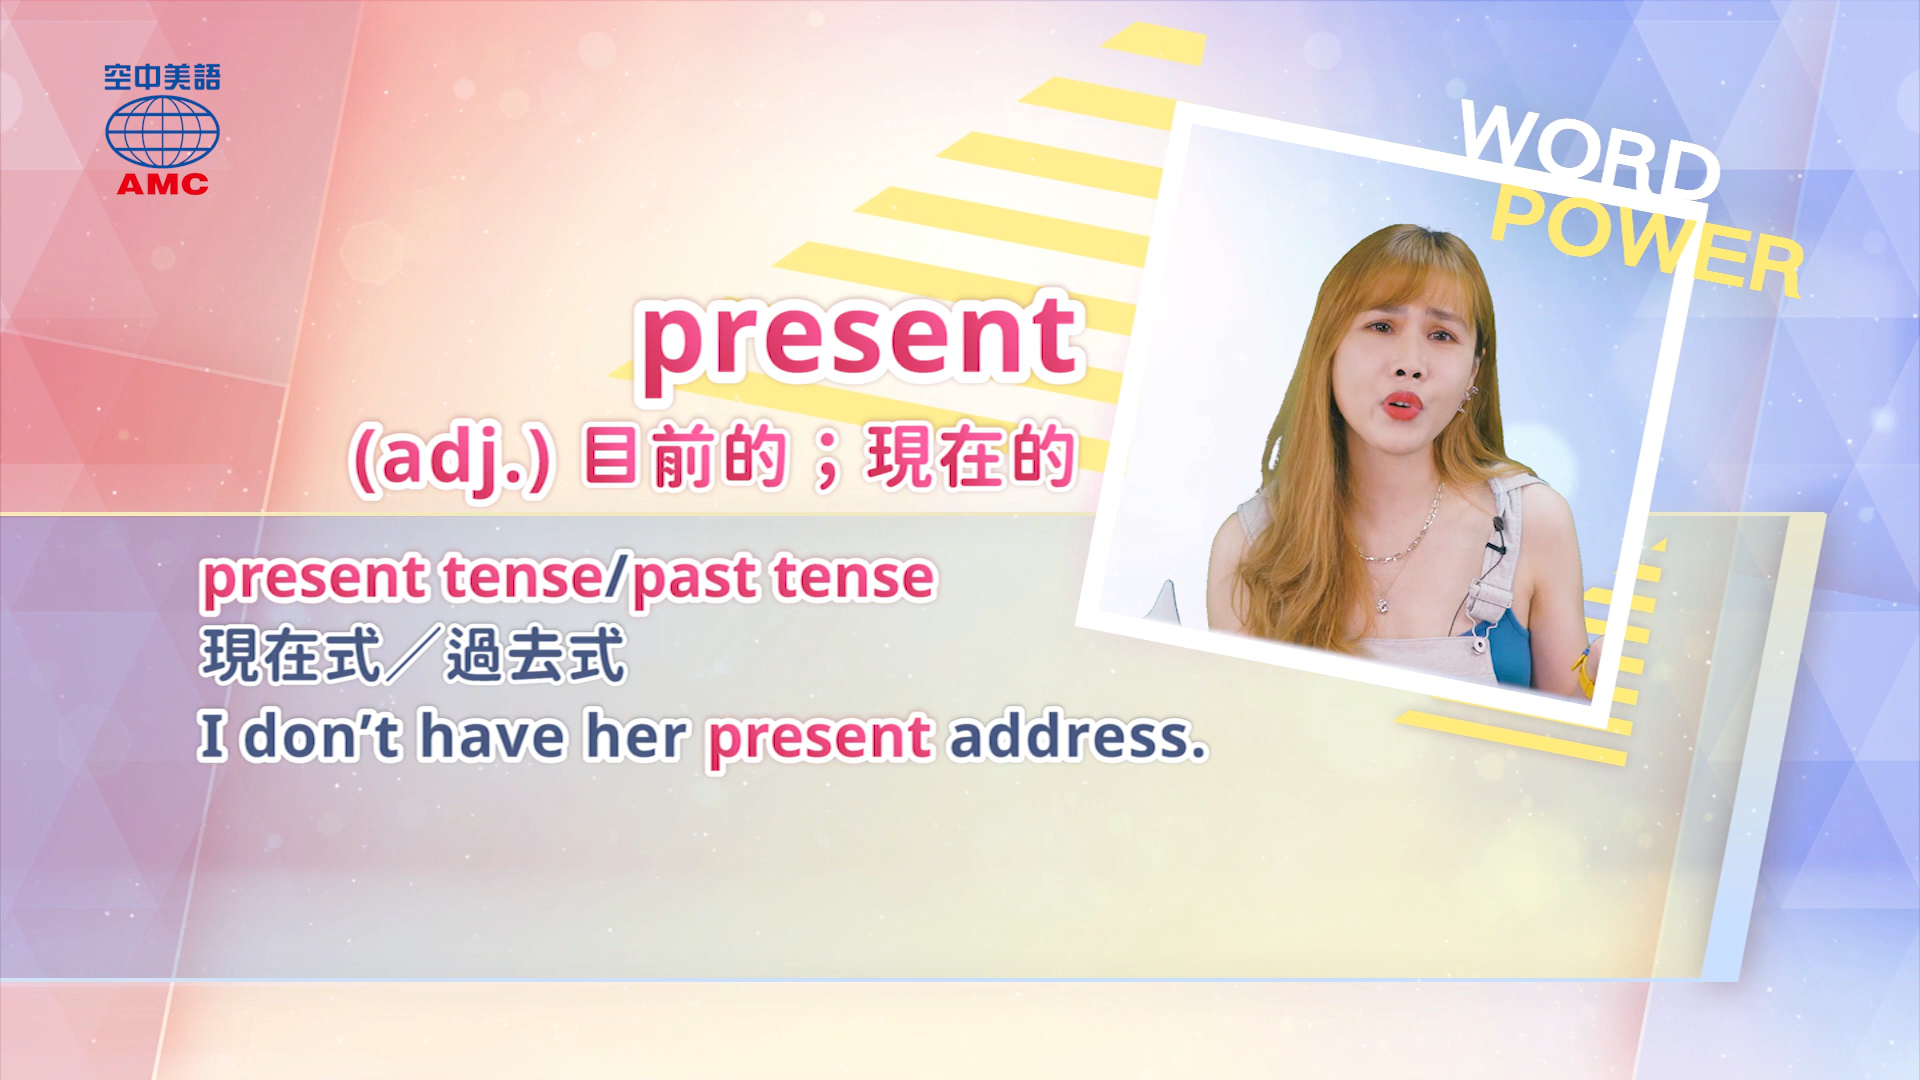 空中美語
AMC
WORD
POWER
present
(adj.) 目前的；現在的
present tense/past tense
現在式／過去式
I don’t have her present address.